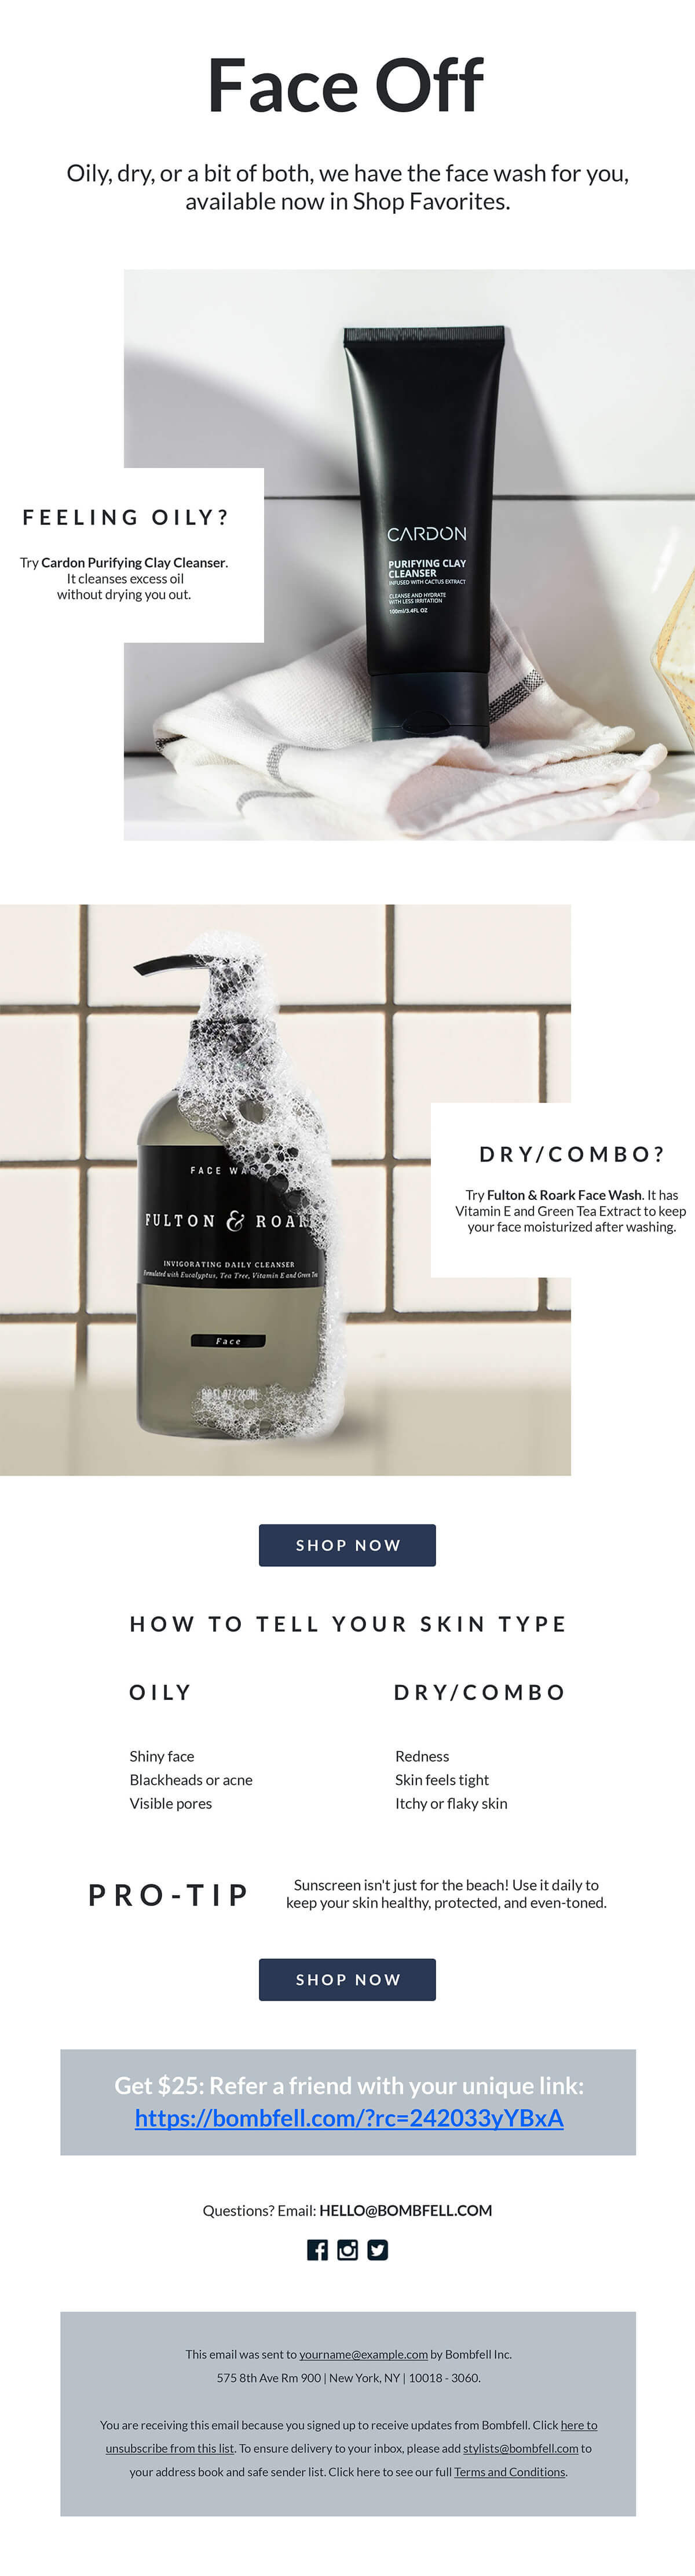 Face Off
Oily, dry, or a bit of both, we have the face wash for you,
available now in Shop Favorites.
CARDON
PURIFYING CLAY
CLEANSER
INFUSED WITH CACTUS EXTRACT
CLEANSE AND HYDRATE
WITH LESS IRRITATION
100ml/3.4FL OZ
FEELING OILY?
Try Cardon Purifying Clay Cleanser.
It cleanses excess oil
without drying you out.
FACE WA
FULTON & ROAR
INVIGORATING DAILY CLEANSER
Formulated with Eucalyptus, Tea Tree, Vitamin E and Green Tea
Face
DRY/COMBO?
Try Fulton & Roark Face Wash. It has
Vitamin E and Green Tea Extract to keep
your face moisturized after washing.
SHOP NOW
HOW TO TELL YOUR SKIN TYPE
OILY
Shiny face
Blackheads or acne
Visible pores
DRY/COMBO
Redness
Skin feels tight
Itchy or flaky skin
PRO-TIP
Sunscreen isn't just for the beach! Use it daily to
keep your skin healthy, protected, and even-toned.
SHOP NOW
Get $25: Refer a friend with your unique link:
https://bombfell.com/?rc=242033yYBxA
Questions? Email: HELLO@BOMBFELL.COM
This email was sent to yourname@example.com by Bombfell Inc.
575 8th Ave Rm 900 | New York, NY | 10018 - 3060.
You are receiving this email because you signed up to receive updates from Bombfell. Click here to
unsubscribe from this list. To ensure delivery to your inbox, please add stylists@bombfell.com to
your address book and safe sender list. Click here to see our full Terms and Conditions.